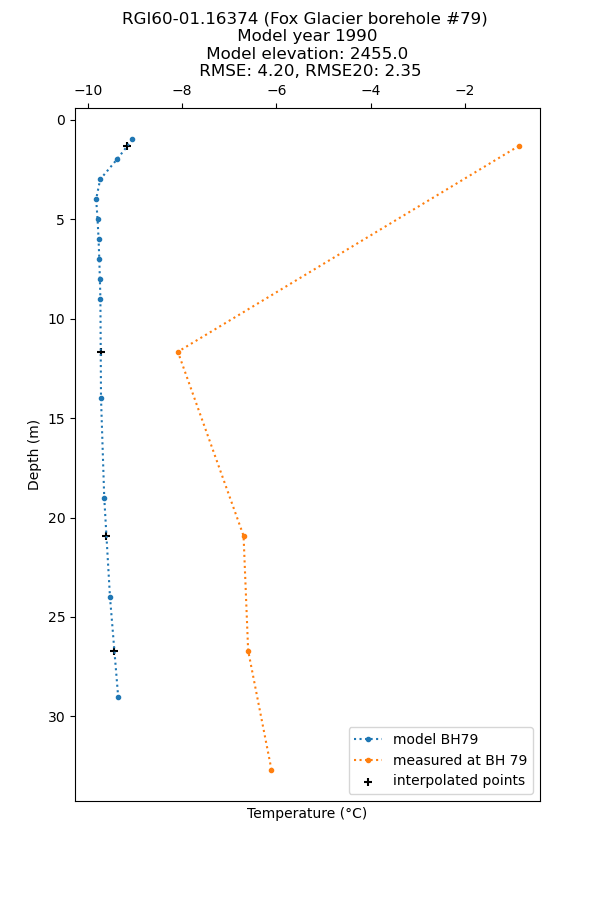 RGI60-01.16374 (Fox Glacier borehole #79)
Model year 1990
Model elevation: 2455.0
RMSE: 4.20, RMSE20: 2.35
−10 −8 −6 −4 −2
0
5
10
15
20
25
30
Depth (m)
model BH79
measured at BH 79
interpolated points
Temperature (°C)